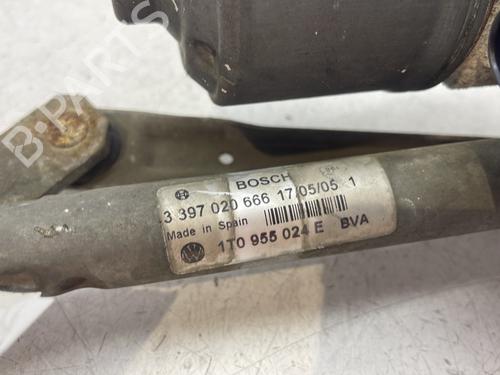 B-PARTS
BOSCH
3 397 020 666 17/05/05 1
Made in Spain
1T0 955 024 E BVA